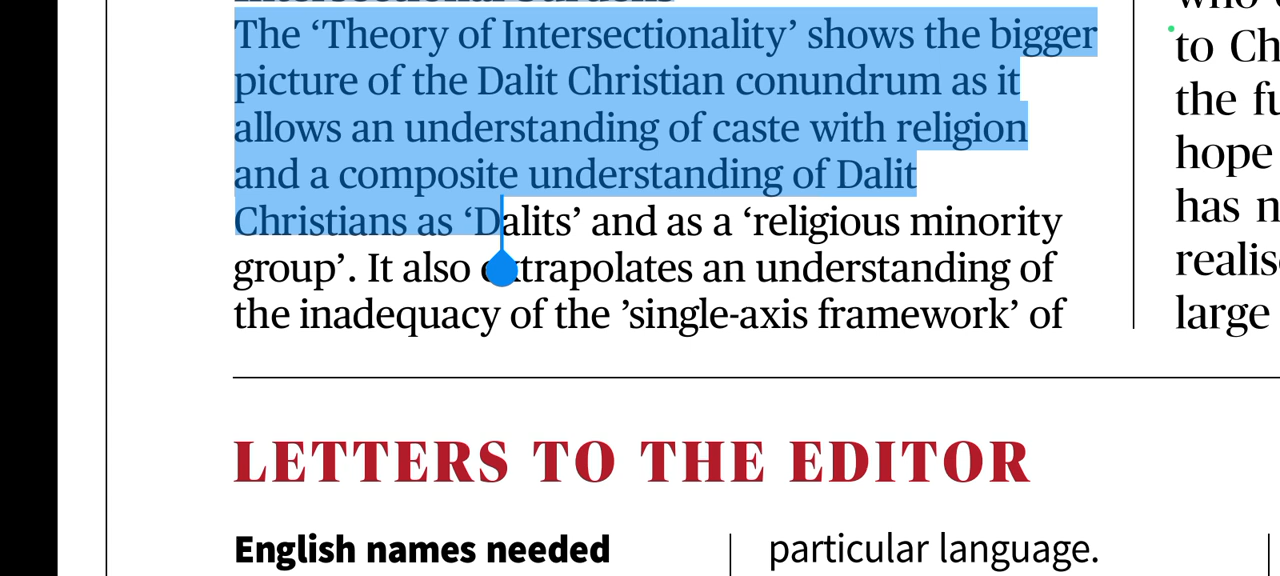 The ‘Theory of Intersectionality’ shows the bigger
picture of the Dalit Christian conundrum as it
allows an understanding of caste with religion
and a composite understanding of Dalit
Christians as ‘Dalits’ and as a ‘religious minority
group’. It also extrapolates an understanding of
the inadequacy of the ’single-axis framework’ of
to Ch
the fu
hope
has n
realis
large
LETTERS TO THE EDITOR
English names needed
particular language.